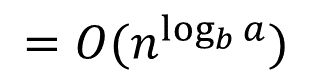 = O(n^{log_b a})